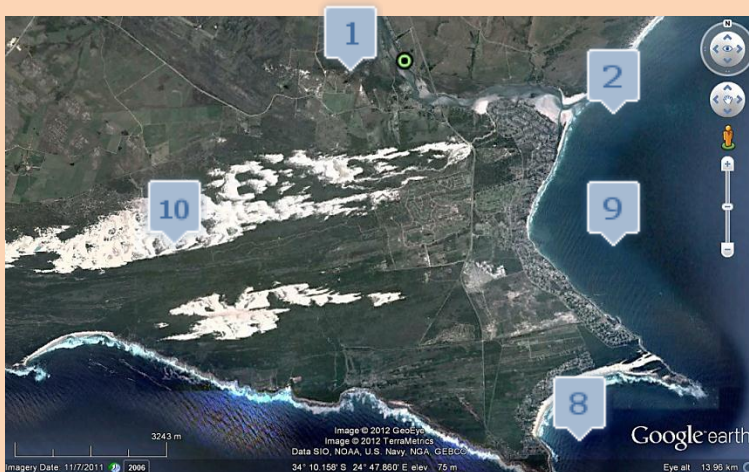 N
1
2
10
9
8
3243 m
Image © 2012 GeoEye
Image © 2012 TerraMetrics
Data SIO, NOAA, U.S. Navy, NGA, GEBCO
Google earth
Imagery Date 11/7/2011 2006 34° 10.158' S 24° 47.860' E elev 75 m Eye alt 13.96 km